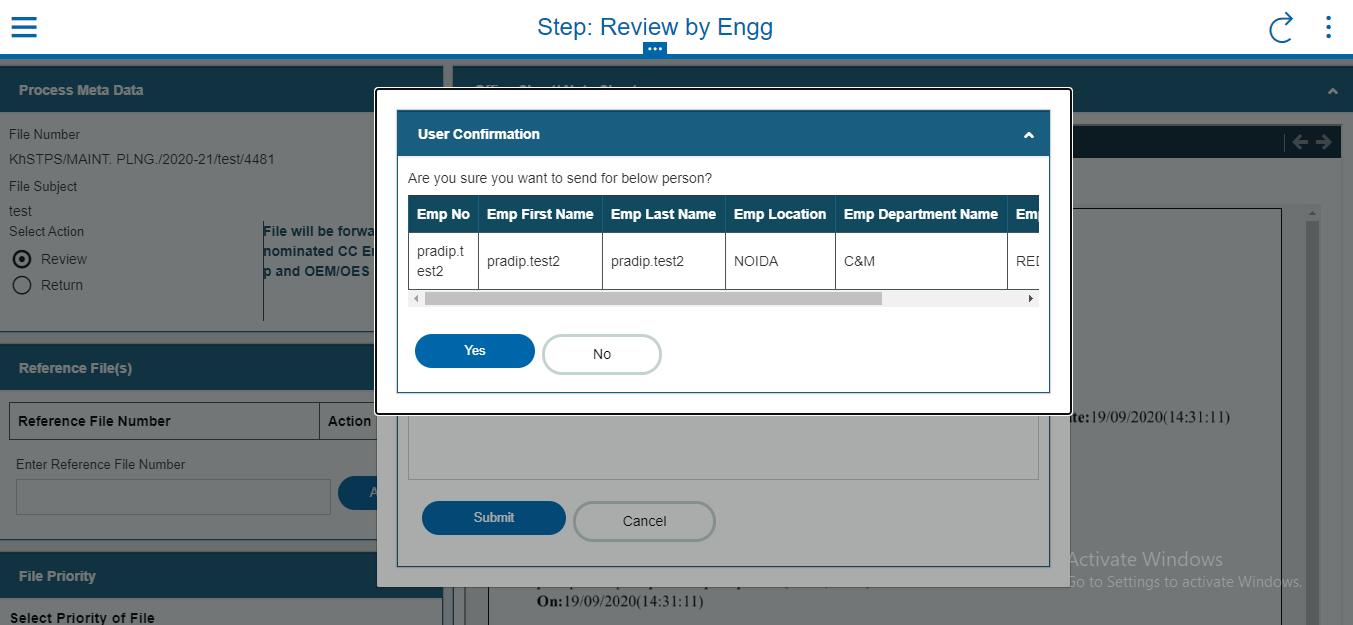 Step: Review by Engg
Process Meta Data
File Number
KhSTPS/MAINT. PLNG./2020-21/test/4481
File Subject
test
Select Action
Review
Return
File will be forwa
nominated CC E
p and OEM/OES
Reference File(s)
Reference File Number Action
Enter Reference File Number
A
File Priority
Select Priority of File
User Confirmation
Are you sure you want to send for below person?
Emp No Emp First Name Emp Last Name Emp Location Emp Department Name Emp
pradip.t
est2 pradip.test2 pradip.test2 NOIDA C&M RED
Yes No
Submit Cancel
te:19/09/2020(14:31:11)
On:19/09/2020(14:31:11)
Activate Windows
Go to Settings to activate Windows.